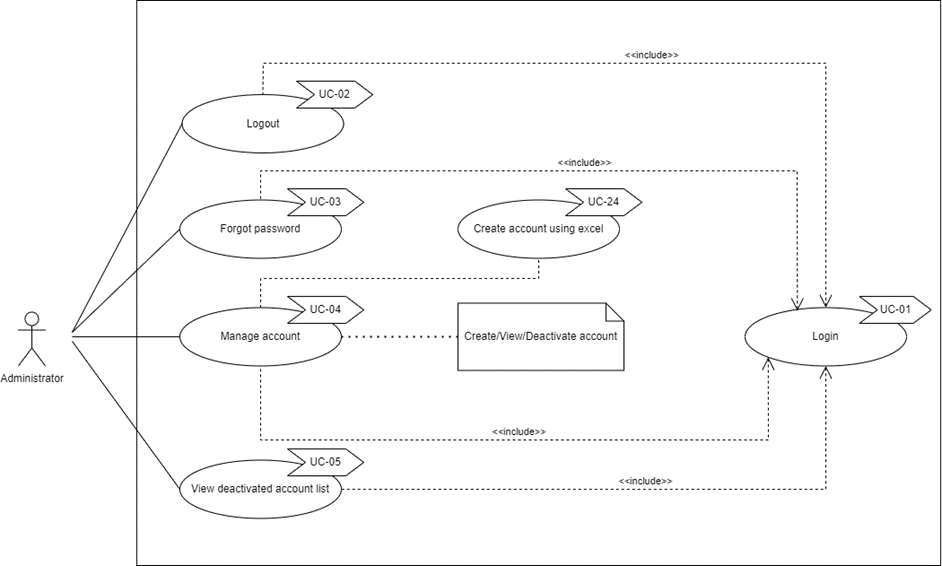 <<include>>
UC-02
Logout
<<include>>
UC-03
Forgot password
UC-24
Create account using excel
UC-04
Manage account
Create/View/Deactivate account
UC-01
Login
Administrator
<<include>>
UC-05
View deactivated account list
<<include>>